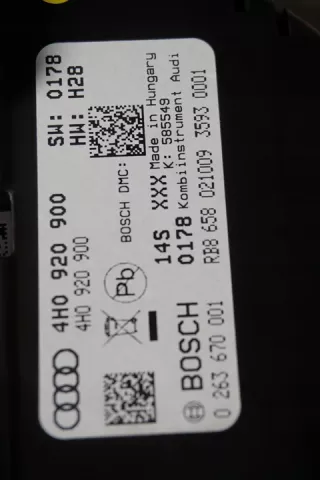 4H0 920 900
4H0 920 900
SW: 0178
HW: H28
Pb
BOSCH DMC:
14S XXX Made in Hungary
K: 585549
0178 Kombiinstrument Audi
RB8 658 021009 3593 0001
BOSCH
0 263 670 001